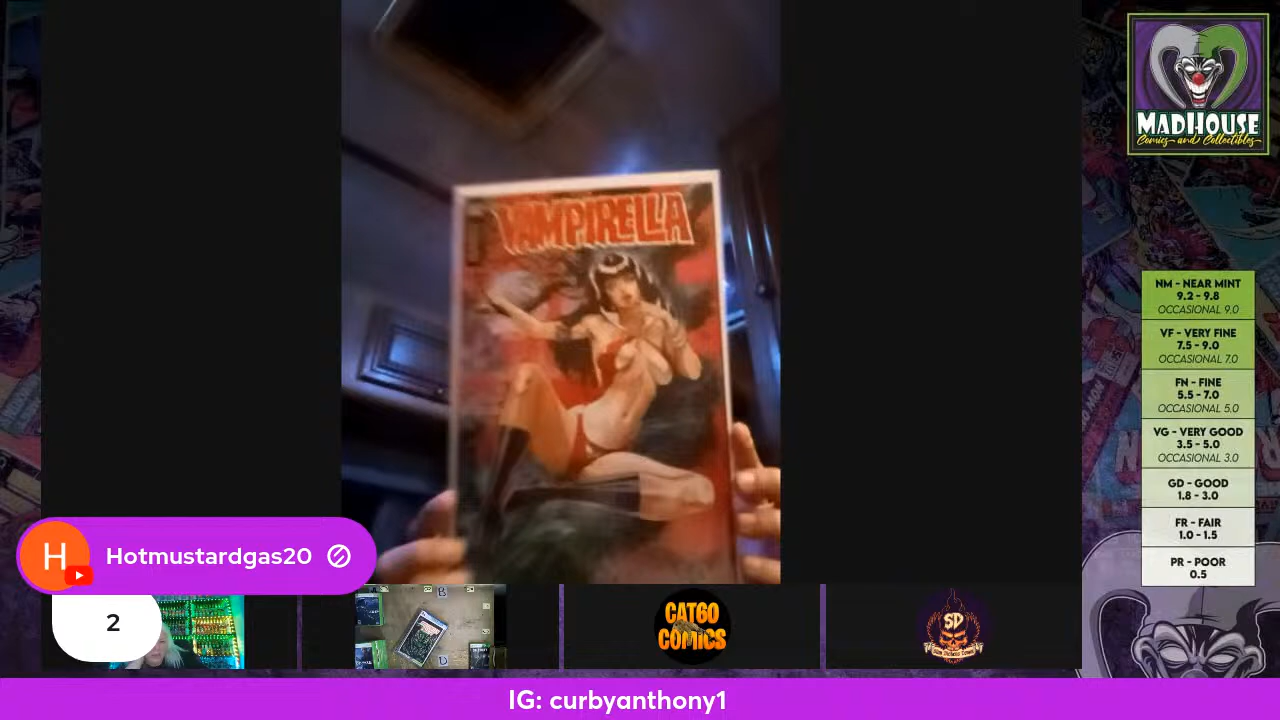 VAMPIRELLA
MADHOUSE
Comics and Collectibles
NM - NEAR MINT
9.2 - 9.8
OCCASIONAL 9.0
VF - VERY FINE
7.5 - 9.0
OCCASIONAL 7.0
FN - FINE
5.5 - 7.0
OCCASIONAL 5.0
VG - VERY GOOD
3.5 - 5.0
OCCASIONAL 3.0
GD - GOOD
1.8 - 3.0
FR - FAIR
1.0 - 1.5
PR - POOR
0.5
H
Hotmustardgas20
2
B
D
CAT60
COMICS
SD
IG: curbyanthony1